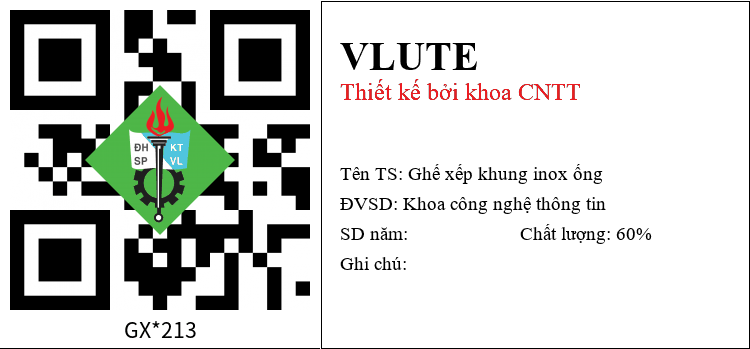 ĐH KT
SP VL
GX*213
VLUTE
Thiết kế bởi khoa CNTT
Tên TS: Ghế xếp khung inox ống
ĐVSD: Khoa công nghệ thông tin
SD năm: Chất lượng: 60%
Ghi chú: